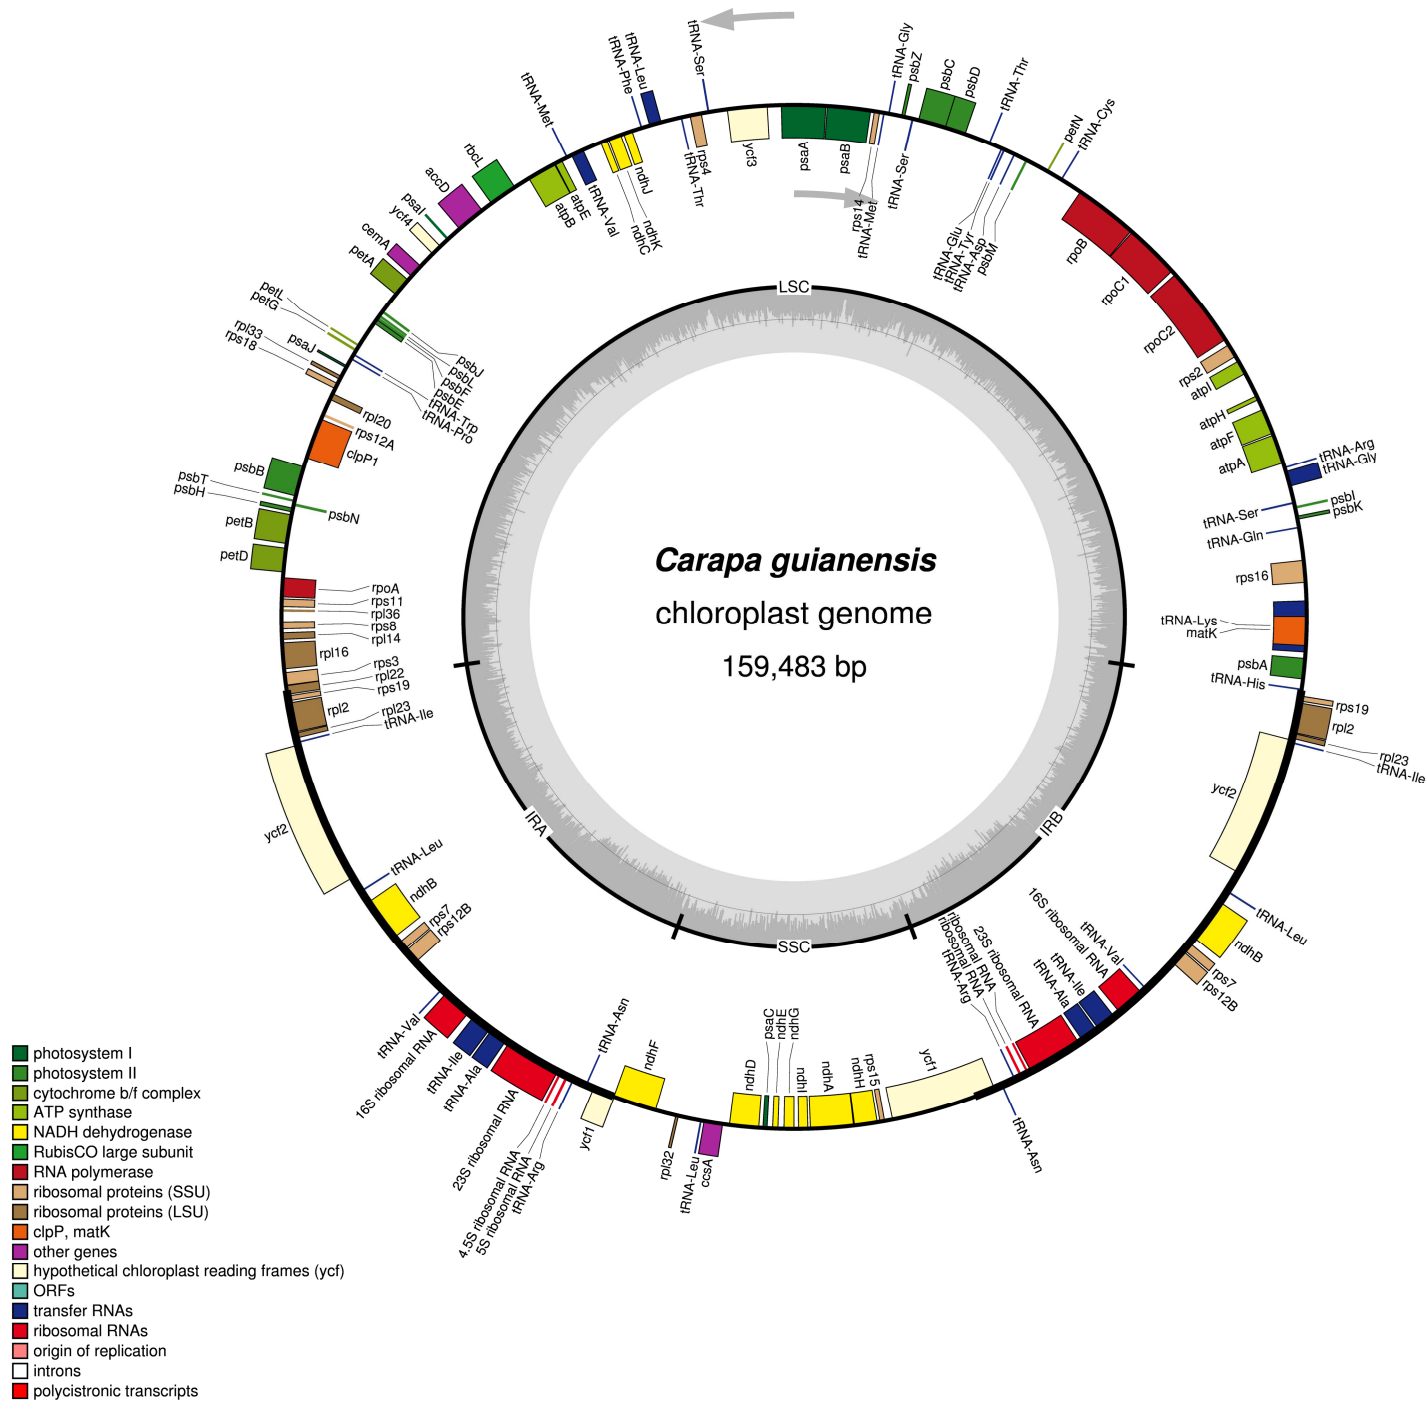 Carapa guianensis
chloroplast genome
159,483 bp
LSC
IRB
SSC
IRA
tRNA-Gly
psbZ
psbC
psbD
tRNA-Thr
petN
tRNA-Cys
psaA
psaB
rps14
tRNA-Met
tRNA-Ser
tRNA-Glu
tRNA-Tyr
tRNA-Asp
psbM
rpoB
rpoC1
rpoC2
rps2
atpI
atpH
atpF
atpA
tRNA-Arg
tRNA-Gly
psbI
psbK
tRNA-Ser
tRNA-Gln
rps16
tRNA-Lys
matK
psbA
tRNA-His
rps19
rpl2
rpl23
tRNA-Ile
ycf2
tRNA-Leu
ndhB
rps7
rps12B
tRNA-Val
16S ribosomal RNA
tRNA-Ile
tRNA-Ala
23S ribosomal RNA
ribosomal RNA
ribosomal RNA
tRNA-Arg
tRNA-Asn
ycf1
rps15
ndhH
ndhA
ndhI
ndhG
ndhE
psaC
ndhD
ccsA
tRNA-Leu
rpl32
ndhF
ycf1
tRNA-Asn
tRNA-Arg
5S ribosomal RNA
4.5S ribosomal RNA
23S ribosomal RNA
tRNA-Ala
tRNA-Ile
16S ribosomal RNA
tRNA-Val
rps12B
rps7
ndhB
tRNA-Leu
ycf2
tRNA-Ile
rpl23
rpl2
rps19
rpl22
rps3
rpl16
rpl14
rps8
rpl36
rps11
rpoA
petD
petB
psbN
psbH
psbT
psbB
clpP1
rps12A
rpl20
rps18
rpl33
psaJ
tRNA-Pro
tRNA-Trp
petG
petL
psbE
psbF
psbL
psbJ
petA
cemA
ycf4
psaI
accD
rbcL
atpB
atpE
tRNA-Met
tRNA-Val
ndhC
ndhK
ndhJ
tRNA-Phe
tRNA-Leu
tRNA-Thr
rps4
tRNA-Ser
ycf3
photosystem I
photosystem II
cytochrome b/f complex
ATP synthase
NADH dehydrogenase
RubisCO large subunit
RNA polymerase
ribosomal proteins (SSU)
ribosomal proteins (LSU)
clpP, matK
other genes
hypothetical chloroplast reading frames (ycf)
ORFs
transfer RNAs
ribosomal RNAs
origin of replication
introns
polycistronic transcripts